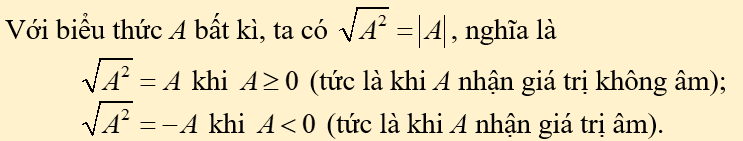 Với biểu thức A bất kì, ta có √A² = |A|, nghĩa là
√A² = A khi A ≥ 0 (tức là khi A nhận giá trị không âm);
√A² = −A khi A < 0 (tức là khi A nhận giá trị âm).